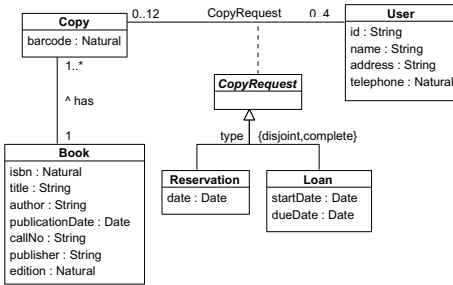 Copy
barcode : Natural
0..12
CopyRequest
0..4
User
id : String
name : String
address : String
telephone : Natural
1..*
^ has
1
CopyRequest
type {disjoint,complete}
Book
isbn : Natural
title : String
author : String
publicationDate : Date
callNo : String
publisher : String
edition : Natural
Reservation
date : Date
Loan
startDate : Date
dueDate : Date